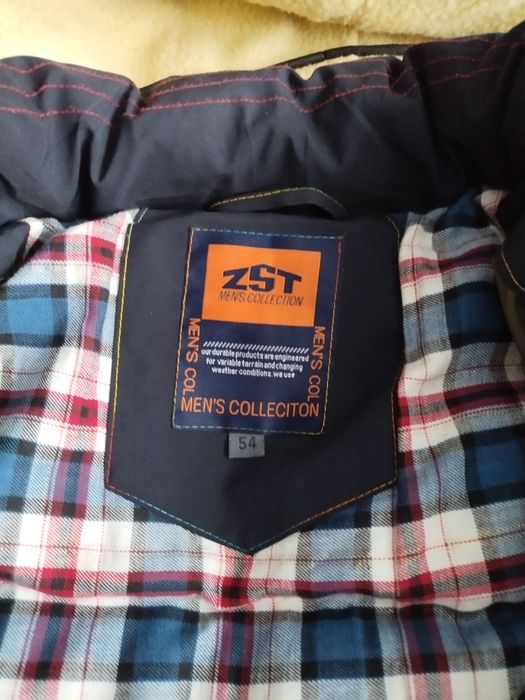 ZST
MEN'S COLLECTION
MEN'S COL
MEN'S COL
our durable products are engineered
for variable terrain and changing
weather conditions. we use
MEN'S COLLECITON
54